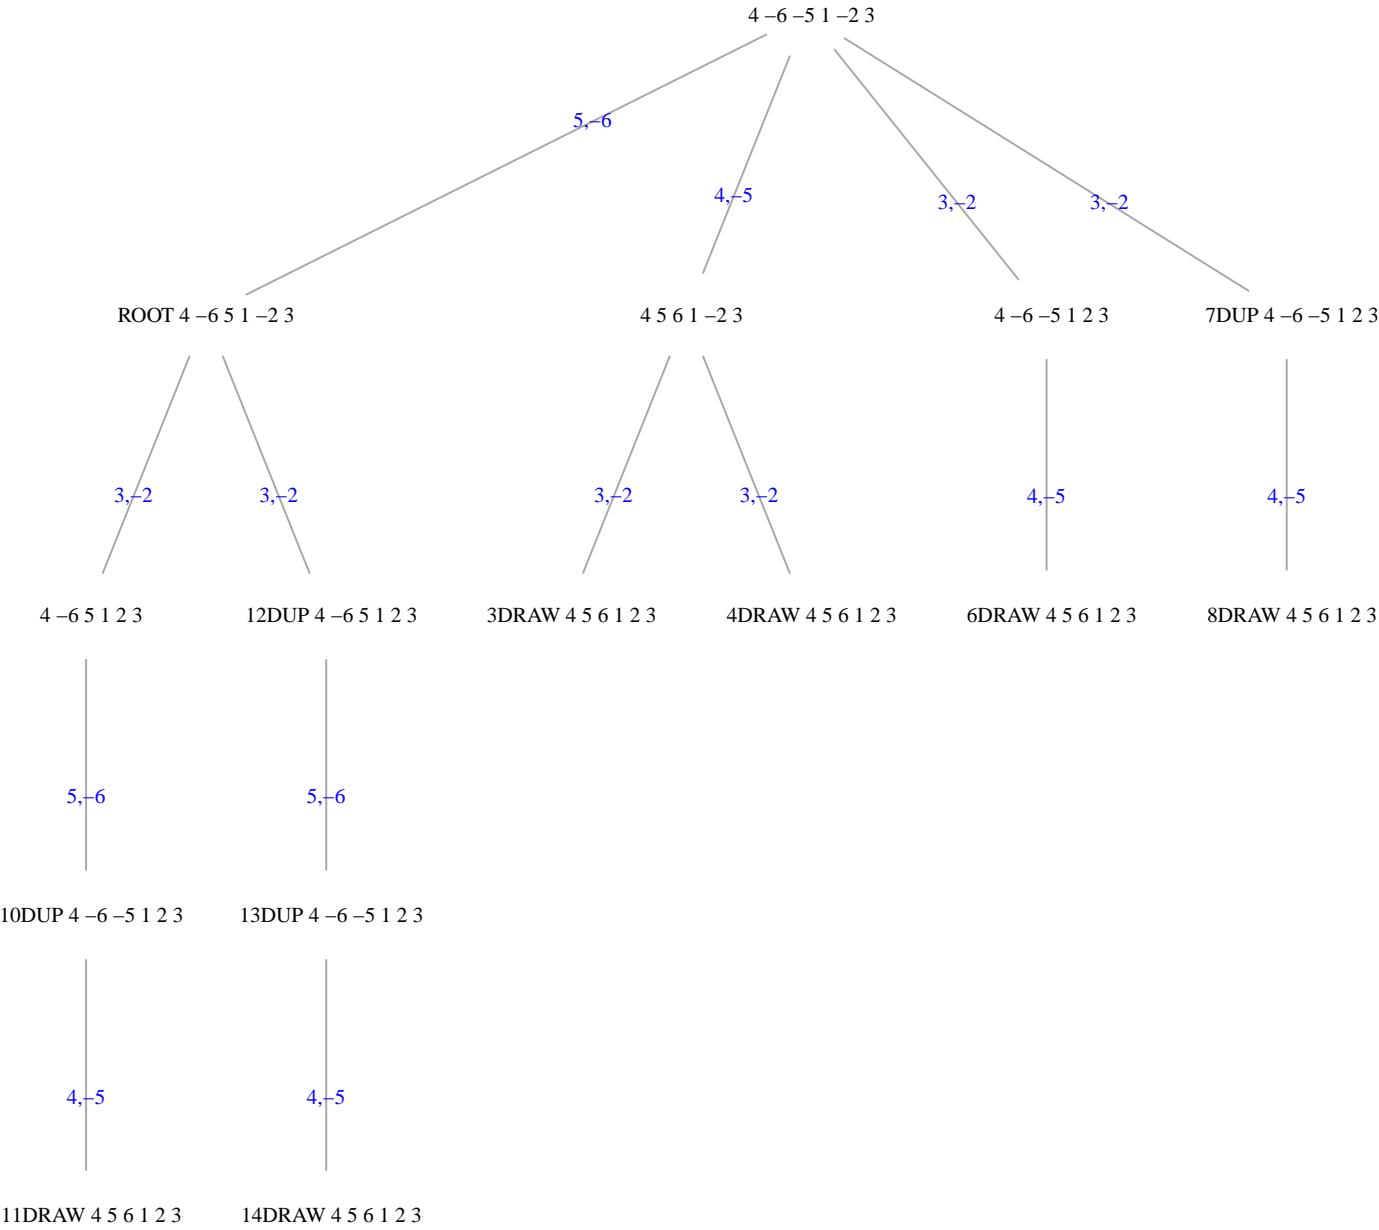 4 –6 –5 1 –2 3
5,–6
4,–5
3,–2
3,–2
ROOT 4 –6 5 1 –2 3
4 5 6 1 –2 3
4 –6 –5 1 2 3
7DUP 4 –6 –5 1 2 3
3,–2
3,–2
3,–2
3,–2
4,–5
4,–5
4 –6 5 1 2 3
12DUP 4 –6 5 1 2 3
3DRAW 4 5 6 1 2 3
4DRAW 4 5 6 1 2 3
6DRAW 4 5 6 1 2 3
8DRAW 4 5 6 1 2 3
5,–6
5,–6
10DUP 4 –6 –5 1 2 3
13DUP 4 –6 –5 1 2 3
4,–5
4,–5
11DRAW 4 5 6 1 2 3
14DRAW 4 5 6 1 2 3